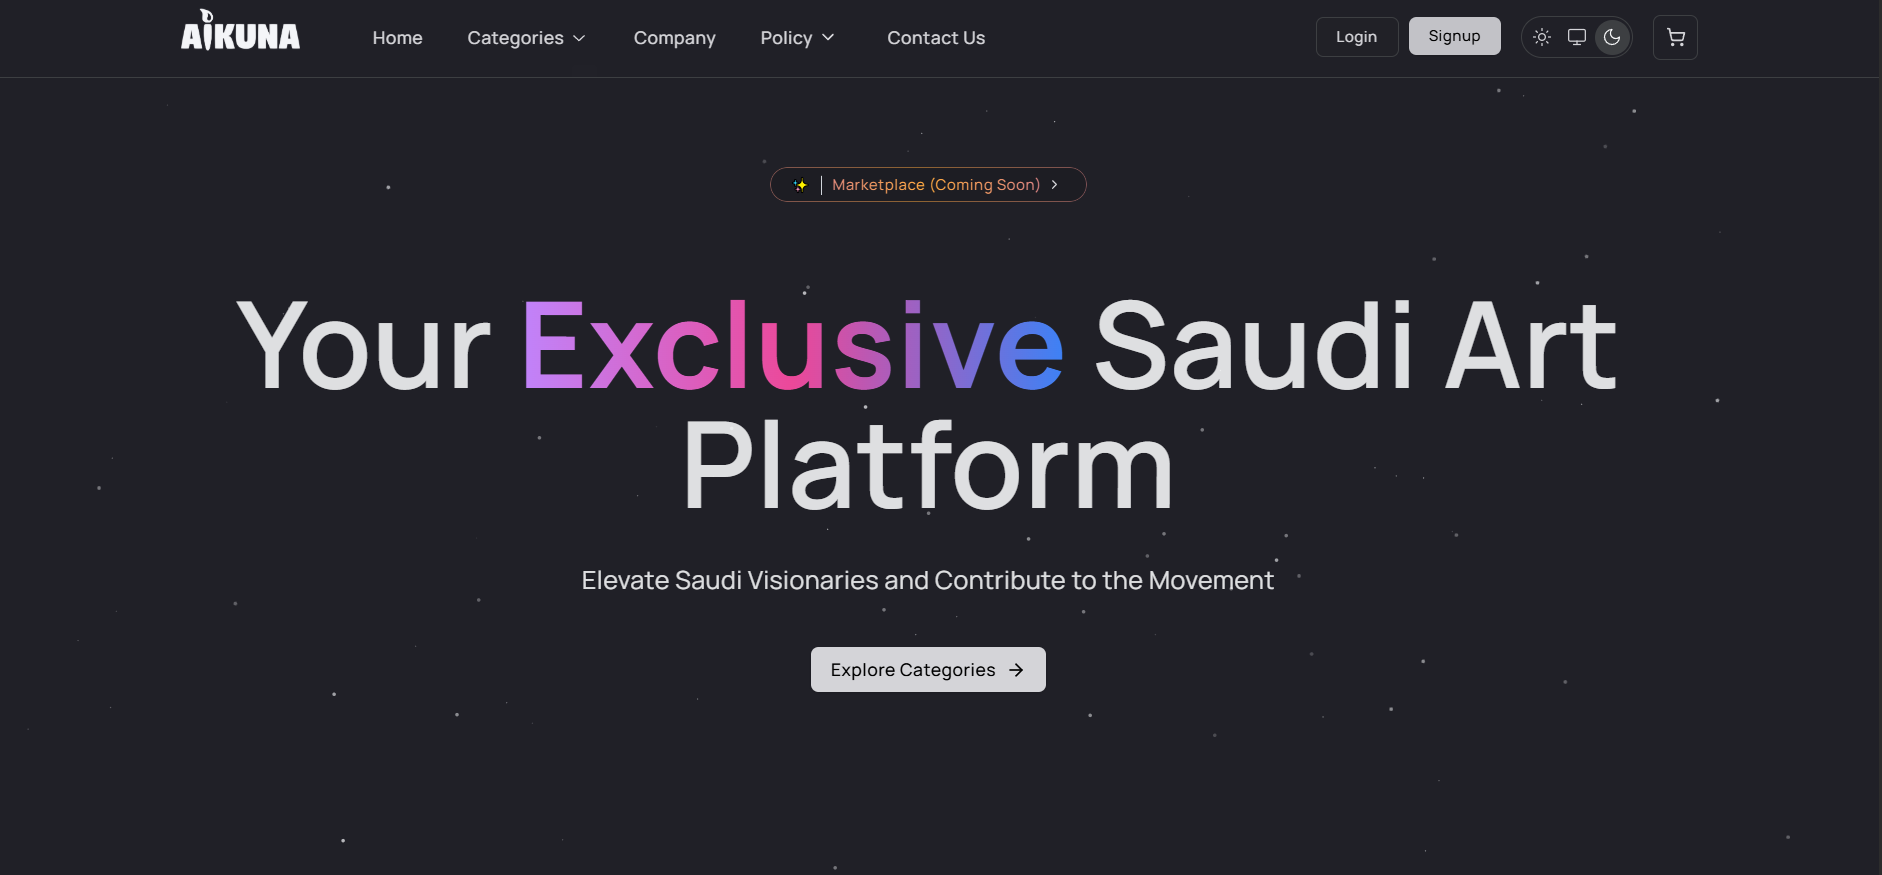 AiKUNA
Home
Categories
Company
Policy
Contact Us
Login
Signup
Marketplace (Coming Soon)
Your Exclusive Saudi Art
Platform
Elevate Saudi Visionaries and Contribute to the Movement
Explore Categories